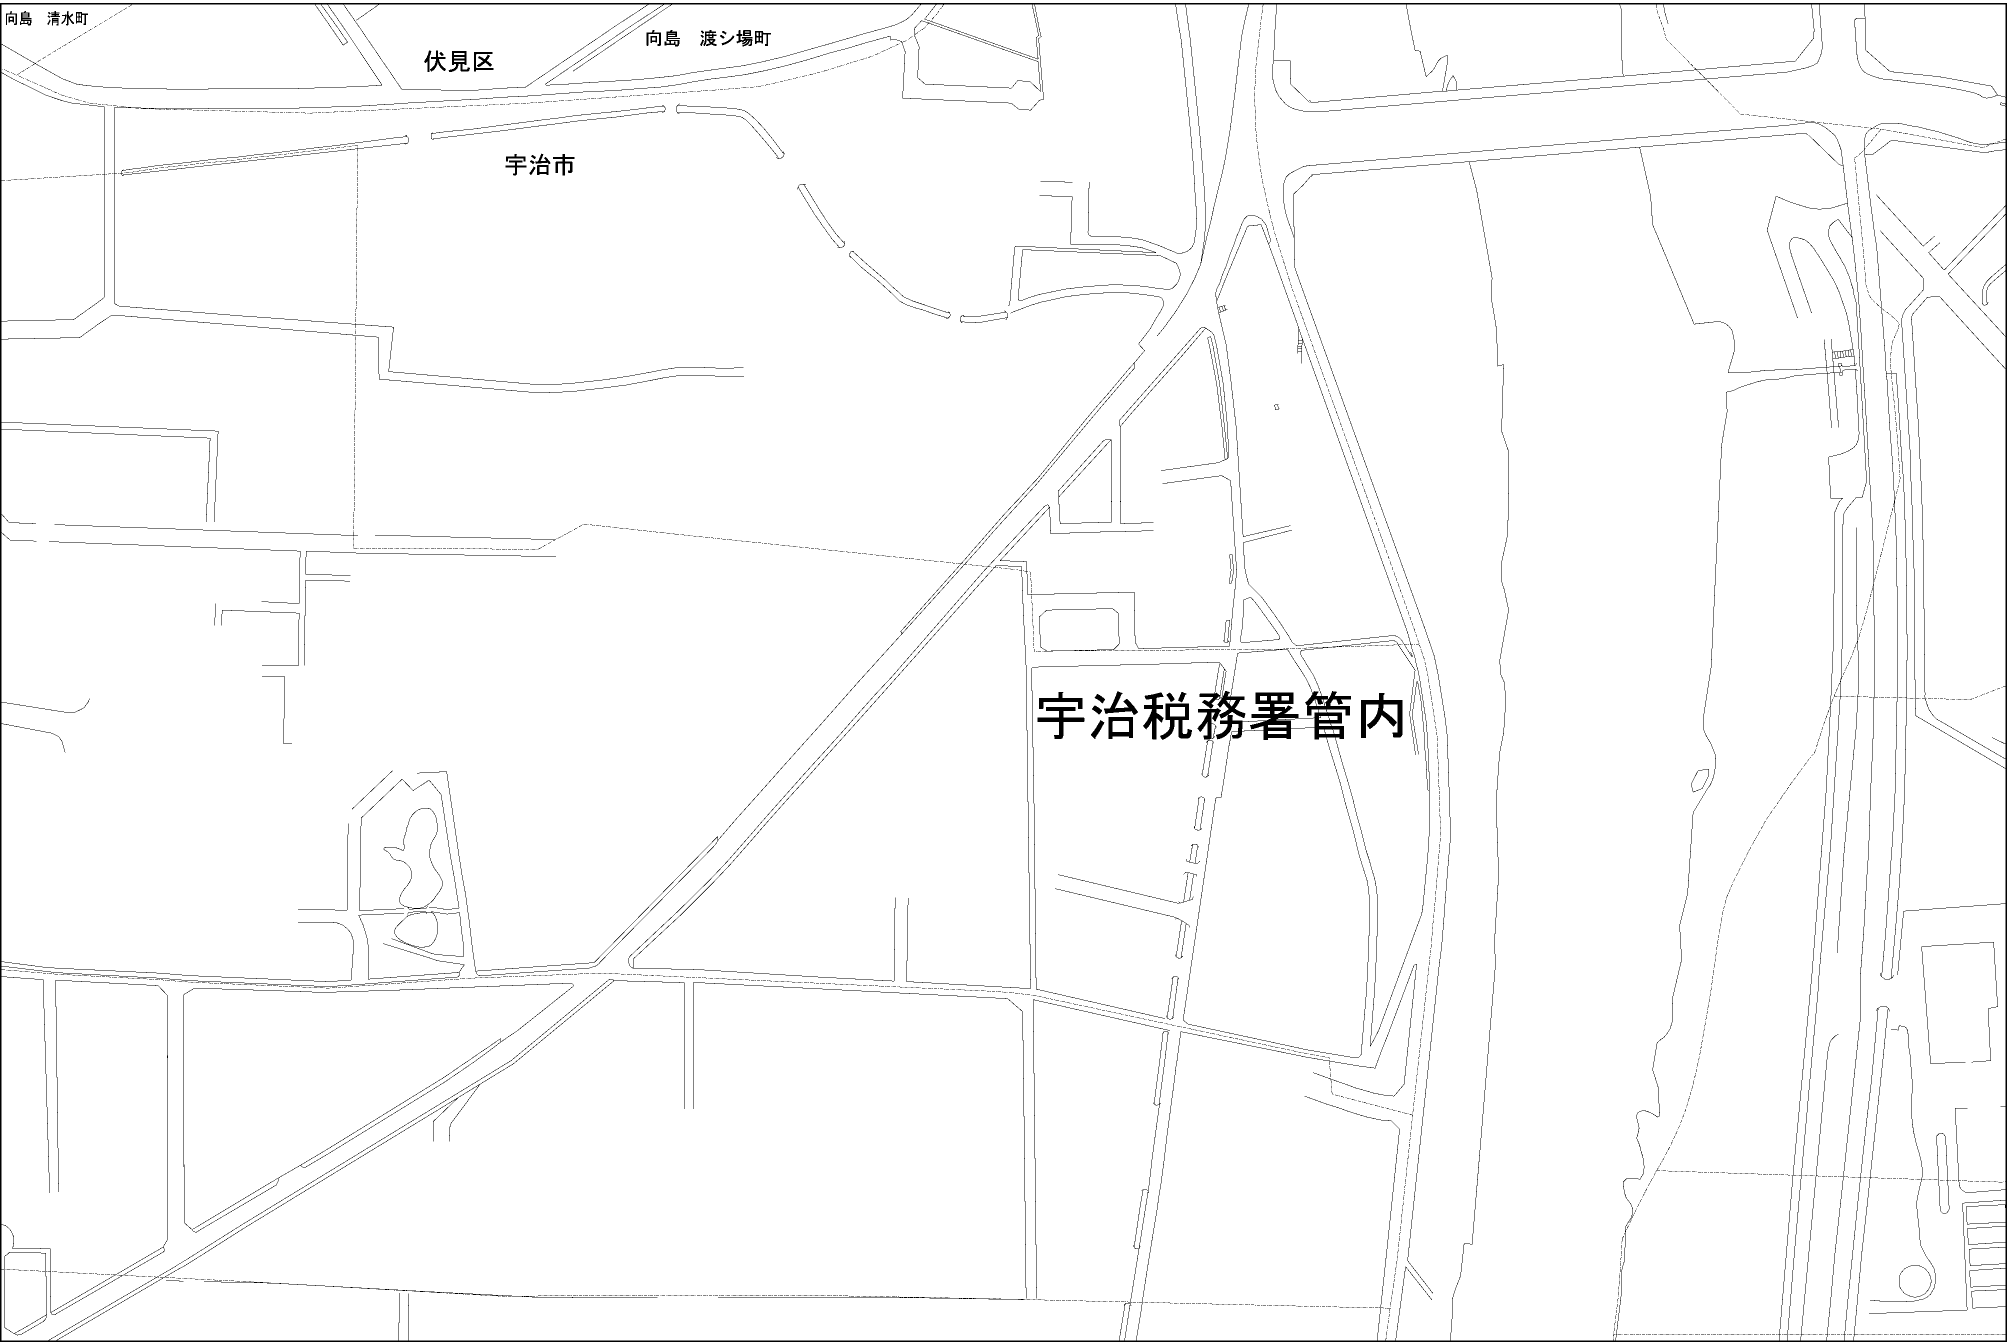 向島　清水町
伏見区
向島　渡シ場町
宇治市
宇治税務署管内